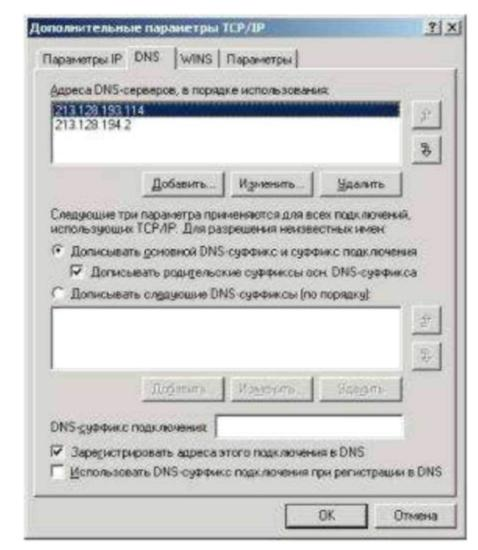 Дополнительные параметры TCP/IP
Параметры IP DNS WINS Параметры
Адреса DNS-серверов, в порядке использования:
213.128.193.114
213.128.194.2
Добавить... Изменить... Удалить
Следующие три параметра применяются для всех подключений,
использующих TCP/IP. Для разрешения неизвестных имен:
Дописывать основной DNS-суффикс и суффикс подключения
Дописывать родительские суффиксы осн. DNS-суффикса
Дописывать следующие DNS-суффиксы (по порядку):
Добавить... Изменить... Удалить
DNS-суффикс подключения:
Зарегистрировать адреса этого подключения в DNS
Использовать DNS-суффикс подключения при регистрации в DNS
OK Отмена